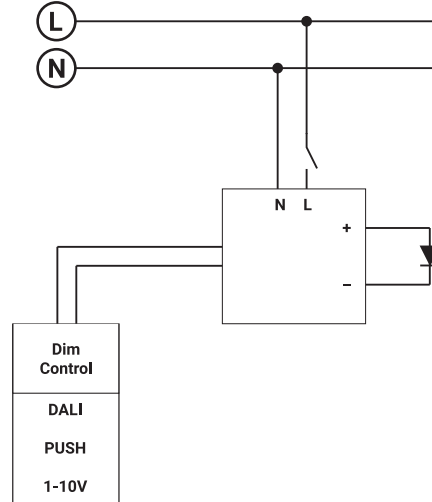 L
N
N L
+
−
Dim
Control
DALI
PUSH
1-10V